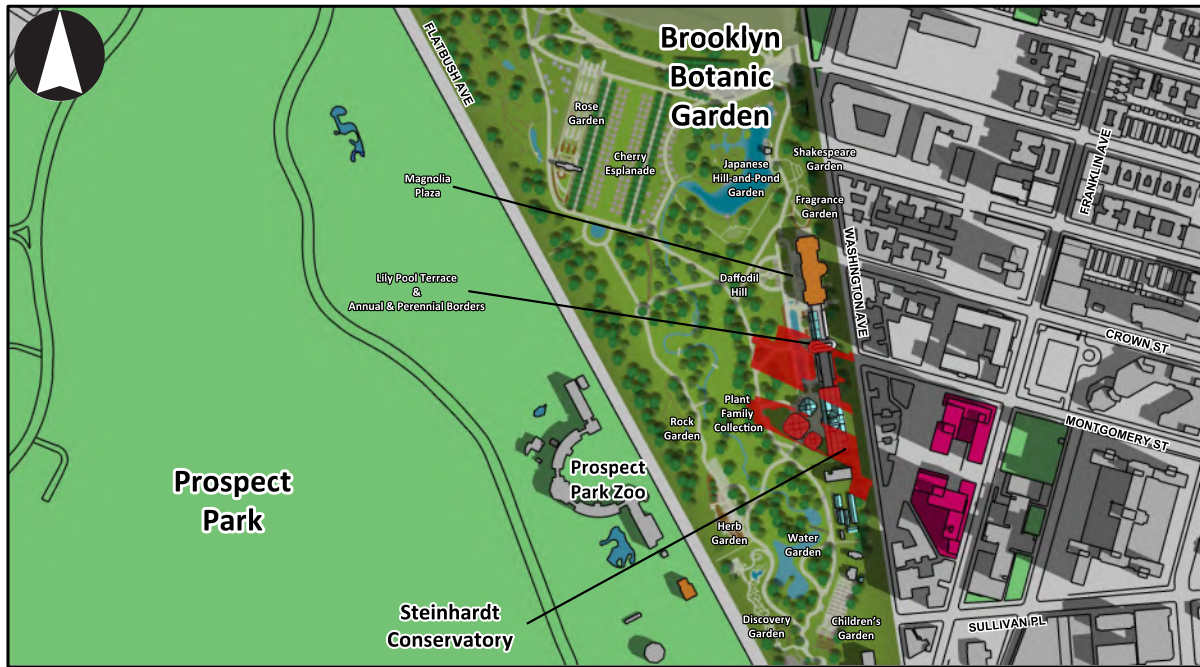 FLATBUSH AVE
Brooklyn
Botanic
Garden
Rose
Garden
Cherry
Esplanade
Japanese
Hill-and-Pond
Garden
Shakespeare
Garden
FRANKLIN AVE
Magnolia
Plaza
Fragrance
Garden
WASHINGTON AVE
Lily Pool Terrace
&
Annual & Perennial Borders
Daffodil
Hill
CROWN ST
Plant
Family
Collection
Rock
Garden
MONTGOMERY ST
Prospect
Park
Prospect
Park Zoo
Herb
Garden
Water
Garden
Steinhardt
Conservatory
Discovery
Garden
Children's
Garden
SULLIVAN PL